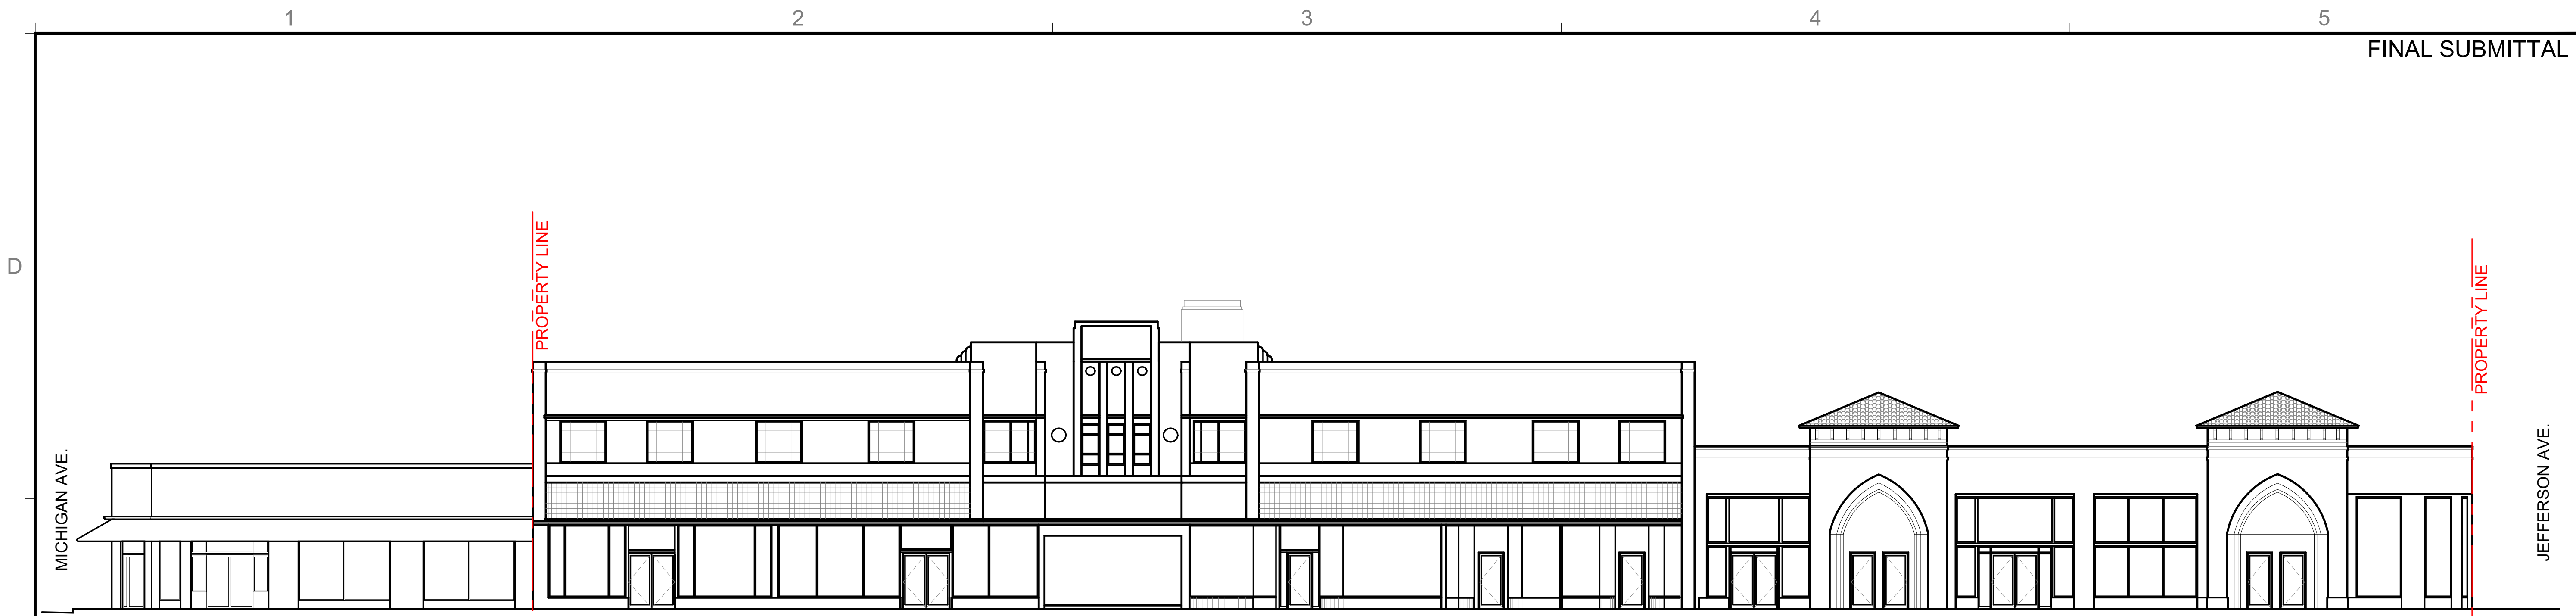 1 2 3 4 5
FINAL SUBMITTAL
D
PROPERTY LINE
PROPERTY LINE
MICHIGAN AVE.
JEFFERSON AVE.